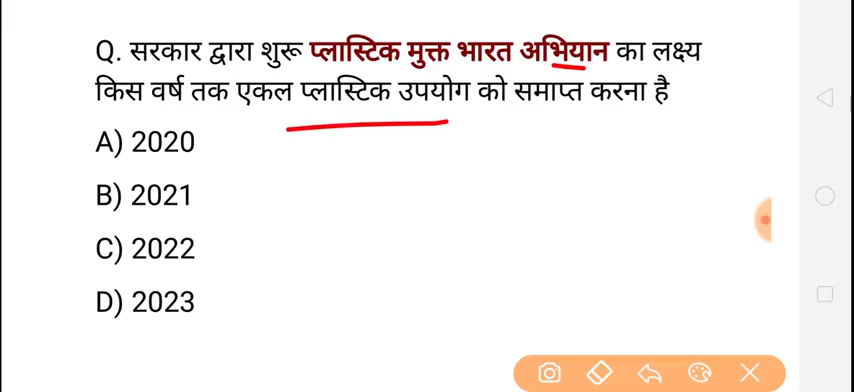 Q. सरकार द्वारा शुरू प्लास्टिक मुक्त भारत अभियान का लक्ष्य
किस वर्ष तक एकल प्लास्टिक उपयोग को समाप्त करना है
A) 2020
B) 2021
C) 2022
D) 2023